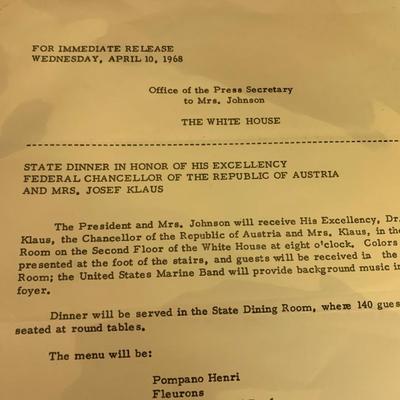 FOR IMMEDIATE RELEASE
WEDNESDAY, APRIL 10, 1968
Office of the Press Secretary
to Mrs. Johnson
THE WHITE HOUSE
STATE DINNER IN HONOR OF HIS EXCELLENCY
FEDERAL CHANCELLOR OF THE REPUBLIC OF AUSTRIA
AND MRS. JOSEF KLAUS
The President and Mrs. Johnson will receive His Excellency, Dr.
Klaus, the Chancellor of the Republic of Austria and Mrs. Klaus, in the
Room on the Second Floor of the White House at eight o'clock. Colors
presented at the foot of the stairs, and guests will be received in the
Room; the United States Marine Band will provide background music in
foyer.
Dinner will be served in the State Dining Room, where 140 gues
seated at round tables.
The menu will be:
Pompano Henri
Fleurons